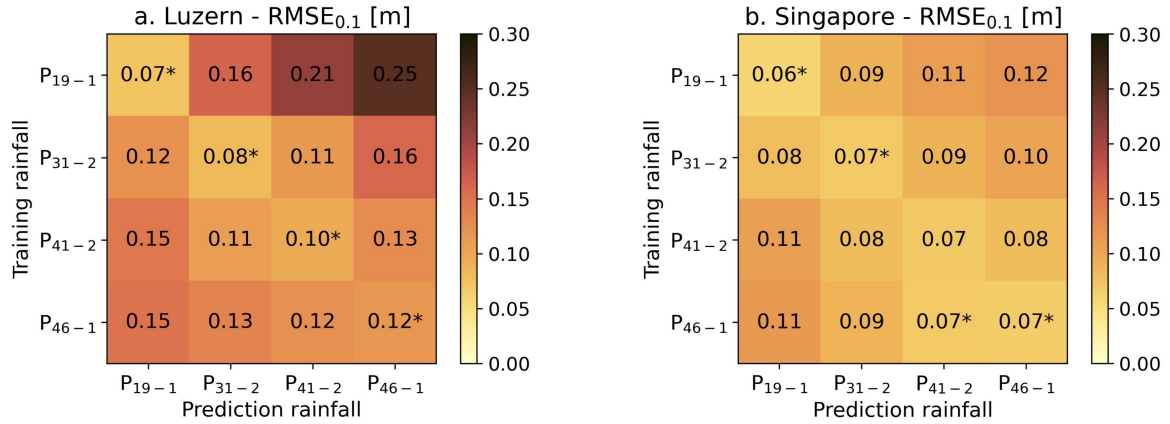 a. Luzern - RMSE₀.₁ [m]
P₁₉₋₁ 0.07* 0.16 0.21 0.25
P₃₁₋₂ 0.12 0.08* 0.11 0.16
P₄₁₋₂ 0.15 0.11 0.10* 0.13
P₄₆₋₁ 0.15 0.13 0.12 0.12*
P₁₉₋₁ P₃₁₋₂ P₄₁₋₂ P₄₆₋₁
Prediction rainfall
Training rainfall
0.30
0.25
0.20
0.15
0.10
0.05
0.00
b. Singapore - RMSE₀.₁ [m]
P₁₉₋₁ 0.06* 0.09 0.11 0.12
P₃₁₋₂ 0.08 0.07* 0.09 0.10
P₄₁₋₂ 0.11 0.08 0.07 0.08
P₄₆₋₁ 0.11 0.09 0.07* 0.07*
P₁₉₋₁ P₃₁₋₂ P₄₁₋₂ P₄₆₋₁
Prediction rainfall
Training rainfall
0.30
0.25
0.20
0.15
0.10
0.05
0.00